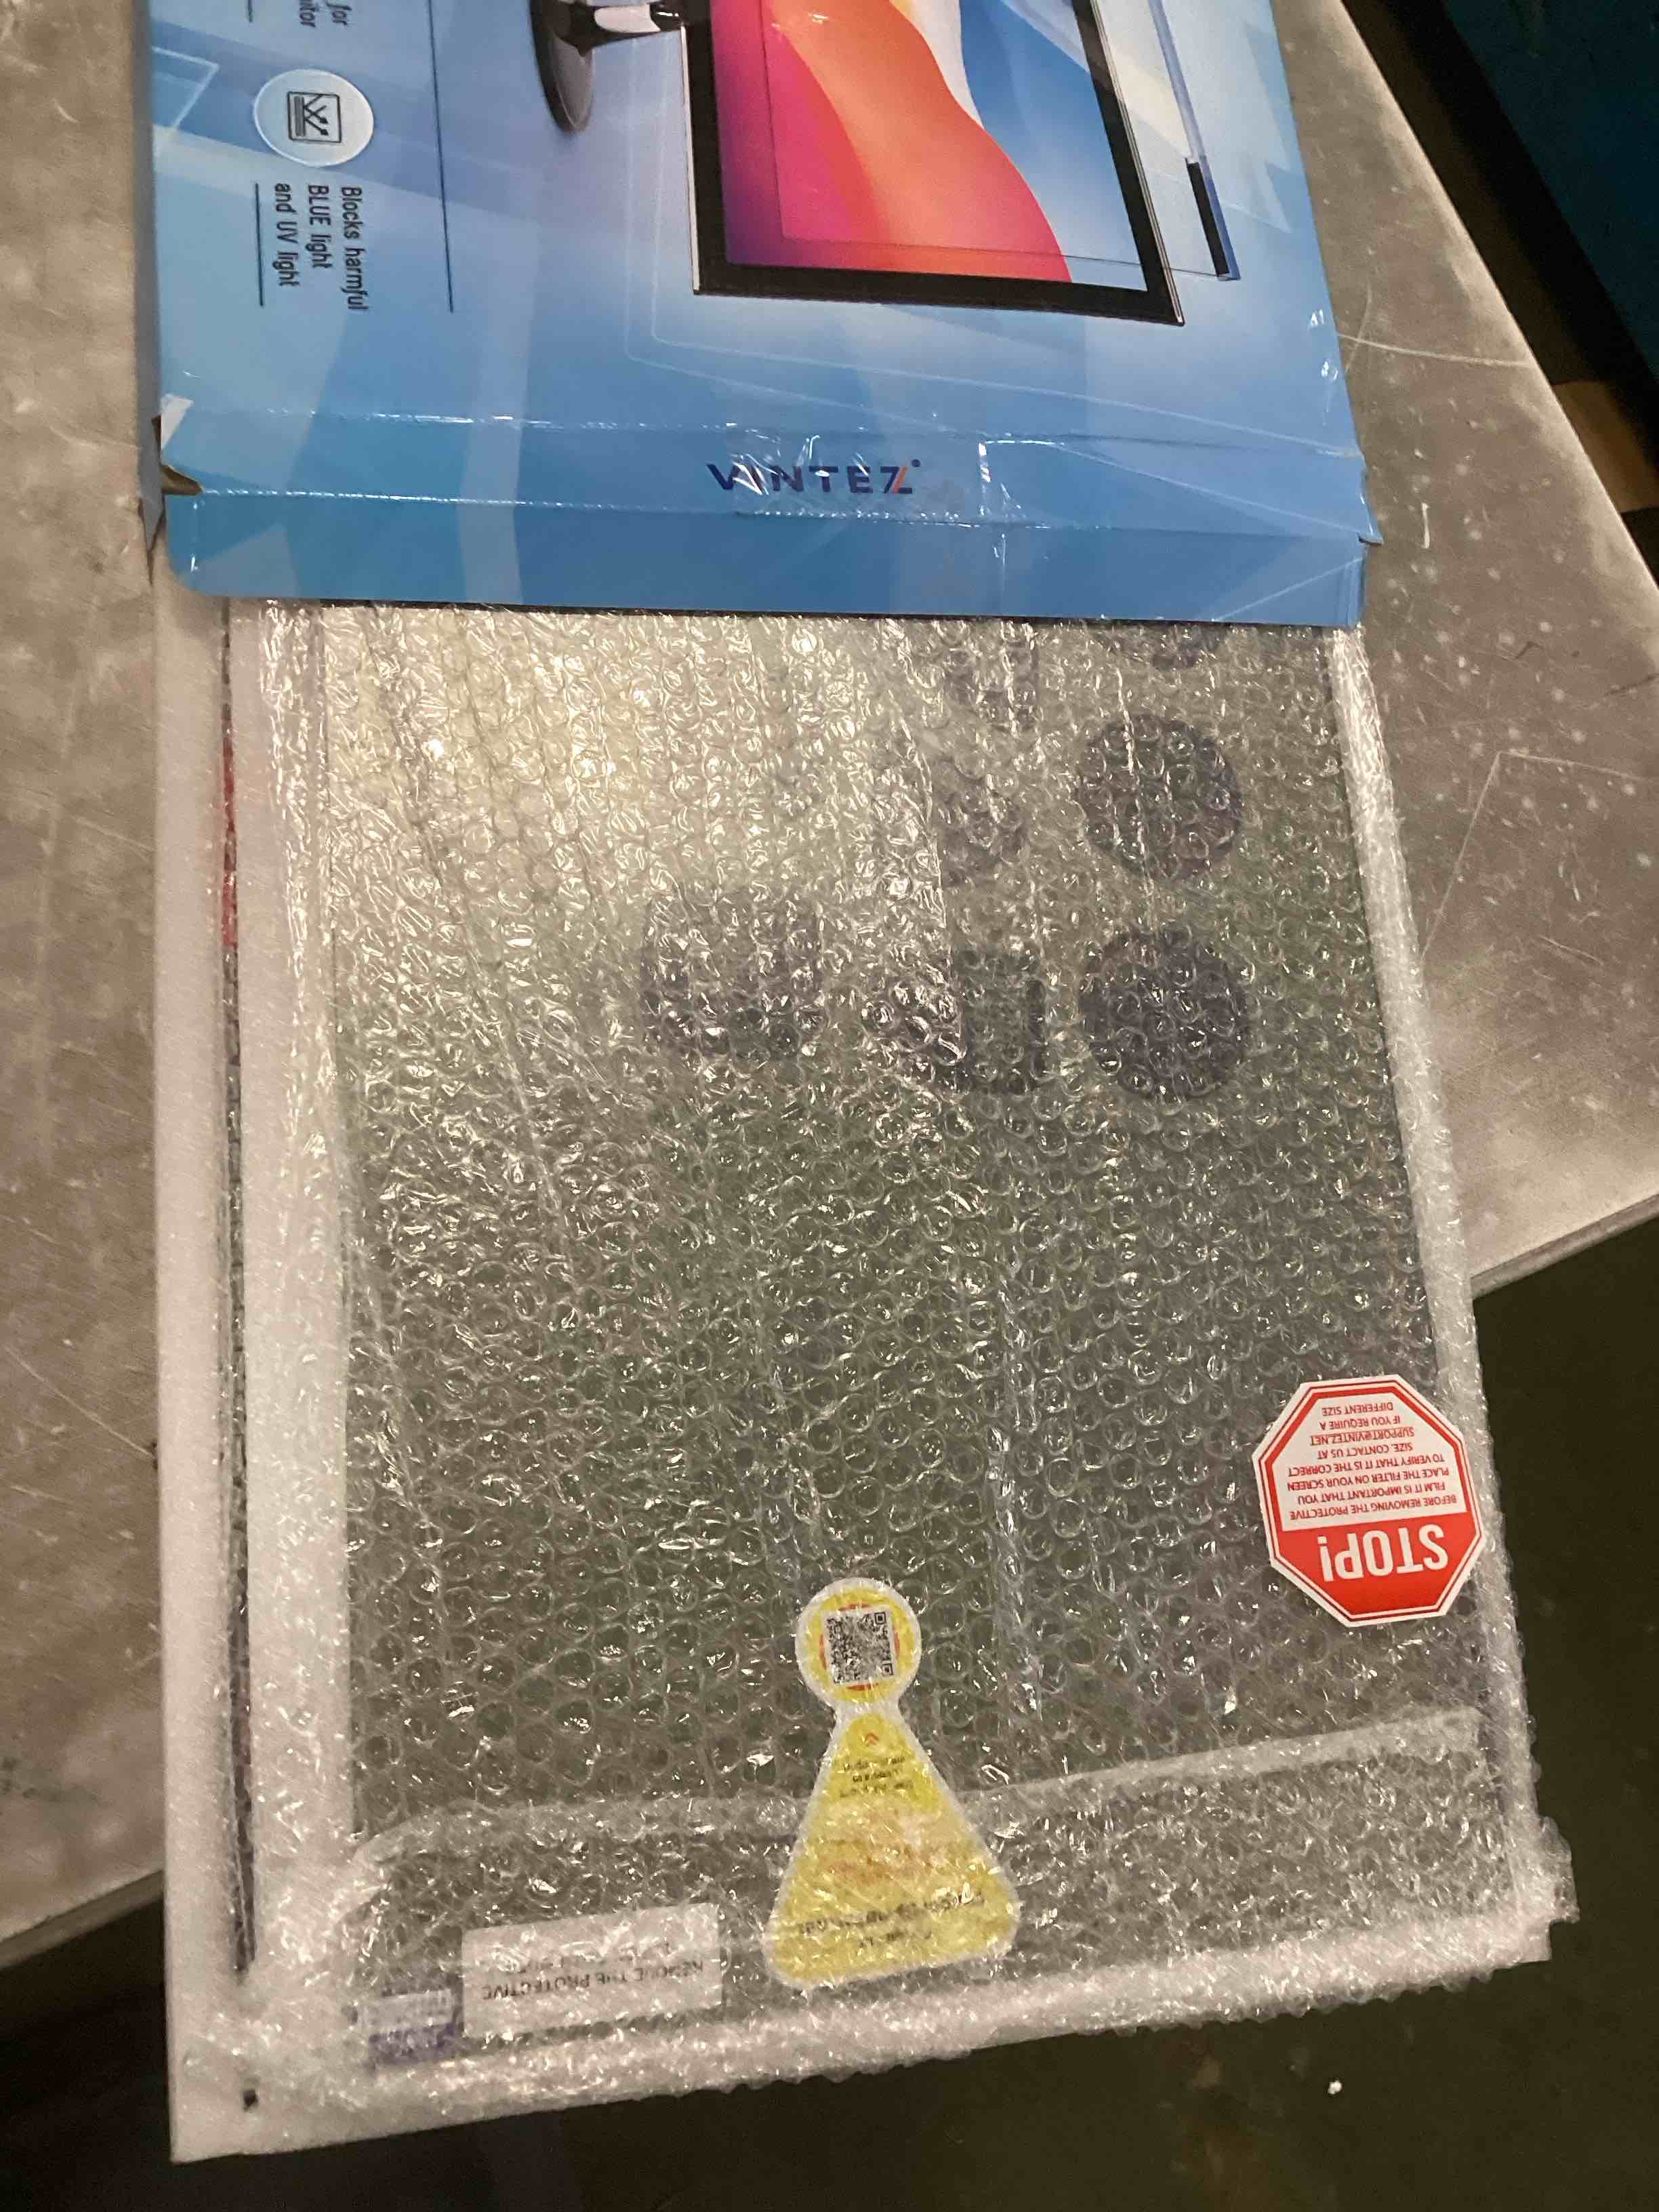 for
Blocks harmful
BLUE light
and UV light
VINTEZ
STOP!
BEFORE REMOVING THE PROTECTIVE
FILM IT IS IMPORTANT THAT YOU
PLACE THE FILTER ON YOUR SCREEN
TO VERIFY THAT IT IS THE CORRECT
SIZE. CONTACT US AT
SUPPORT@VINTEZ.NET
IF YOU REQUIRE A
DIFFERENT SIZE
REMOVE THE PROTECTIVE